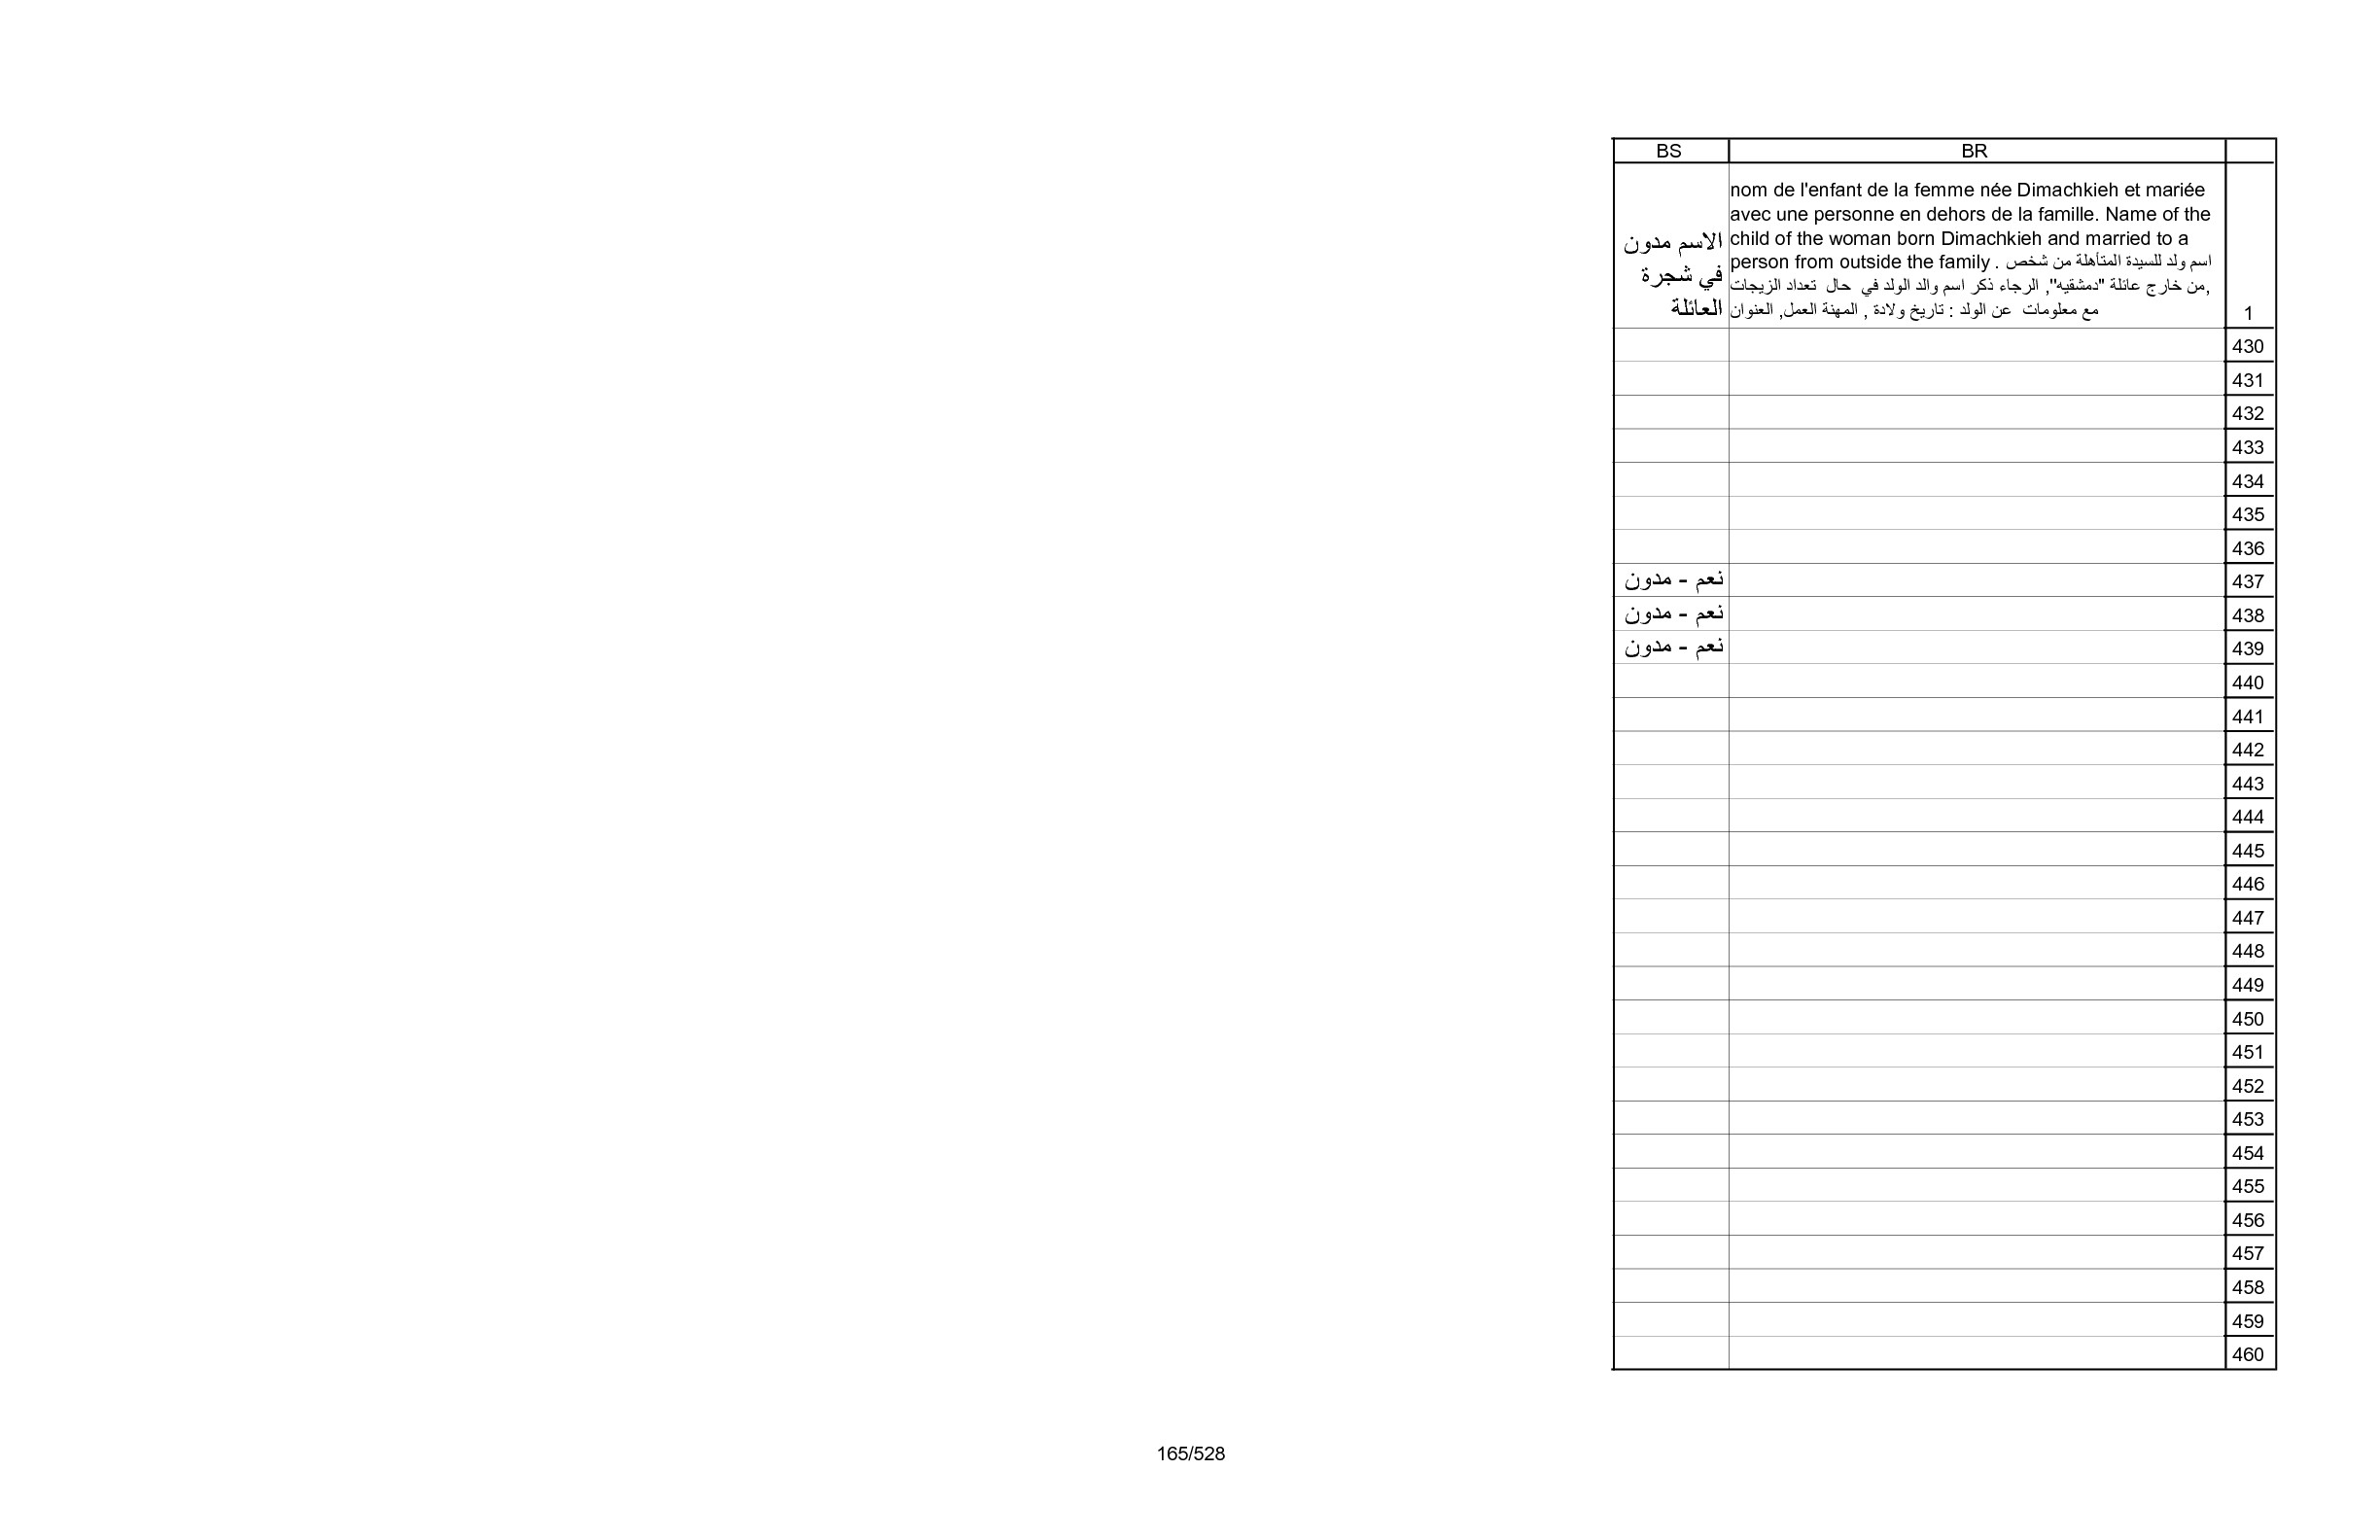 BS BR
nom de l'enfant de la femme née Dimachkieh et mariée
avec une personne en dehors de la famille. Name of the
child of the woman born Dimachkieh and married to a
person from outside the family . اسم ولد للسيدة المتأهلة من شخص
من خارج عائلة "دمشقيه", الرجاء ذكر اسم والد الولد في حال تعداد الزيجات,
مع معلومات عن الولد : تاريخ ولادة , المهنة العمل, العنوان
الاسم مدون
في شجرة
العائلة
1
430
431
432
433
434
435
436
437 نعم - مدون
438 نعم - مدون
439 نعم - مدون
440
441
442
443
444
445
446
447
448
449
450
451
452
453
454
455
456
457
458
459
460
165/528